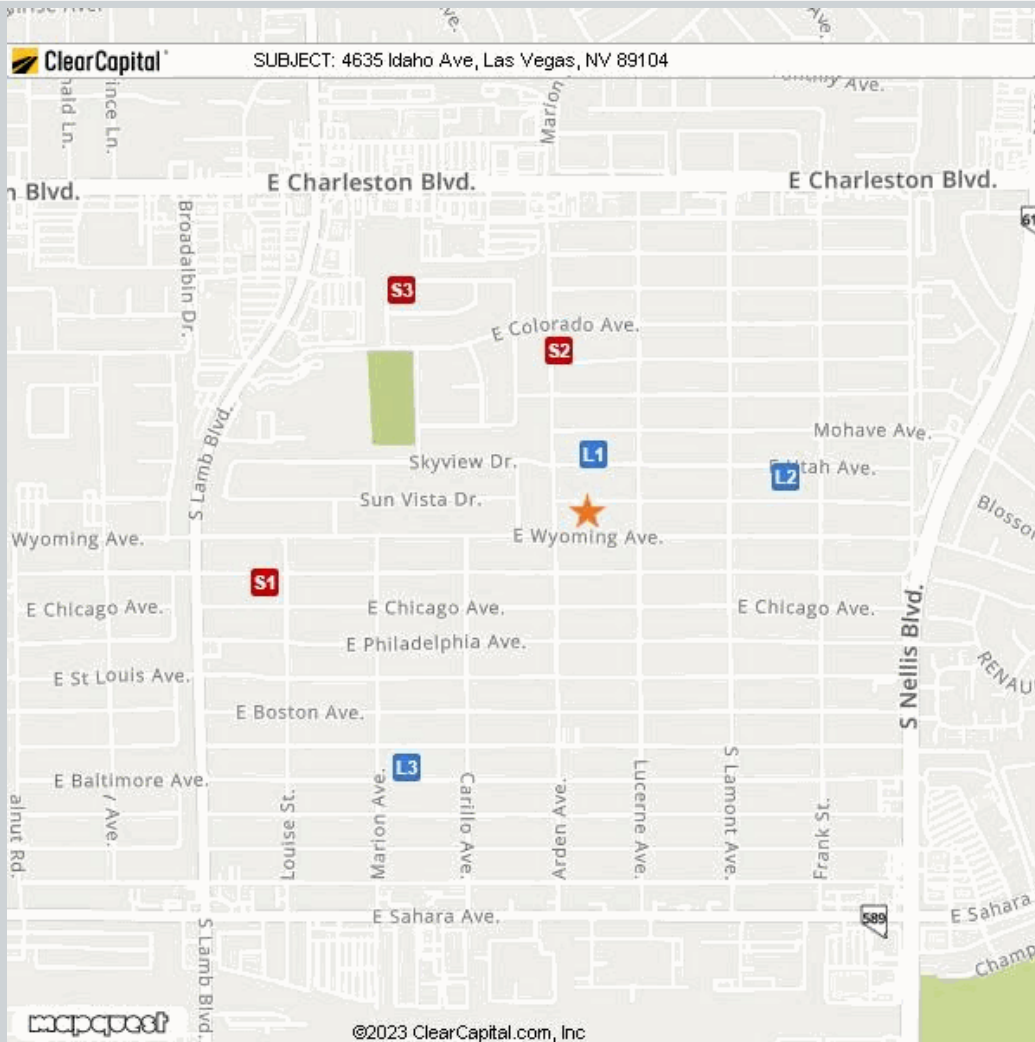 ClearCapital
SUBJECT: 4635 Idaho Ave, Las Vegas, NV 89104
Ave.
Marion
E Charleston Blvd.
E Charleston Blvd.
Blvd.
Broadalbin Dr.
S3
E Colorado Ave.
S2
S Lamb Blvd.
Mohave Ave.
L1
Skyview Dr.
Utah Ave.
L2
Sun Vista Dr.
Wyoming Ave.
E Wyoming Ave.
S1
E Chicago Ave.
E Chicago Ave.
E Chicago Ave.
E Philadelphia Ave.
E St Louis Ave.
S Nellis Blvd.
E Boston Ave.
L3
E Baltimore Ave.
Ave.
Louise St.
Marion Ave.
Carillo Ave.
Arden Ave.
Lucerne Ave.
S Lamont Ave.
Frank St.
E Sahara Ave.
589
E Sahara
S Lamb Blvd.
mapquest
©2023 ClearCapital.com, Inc